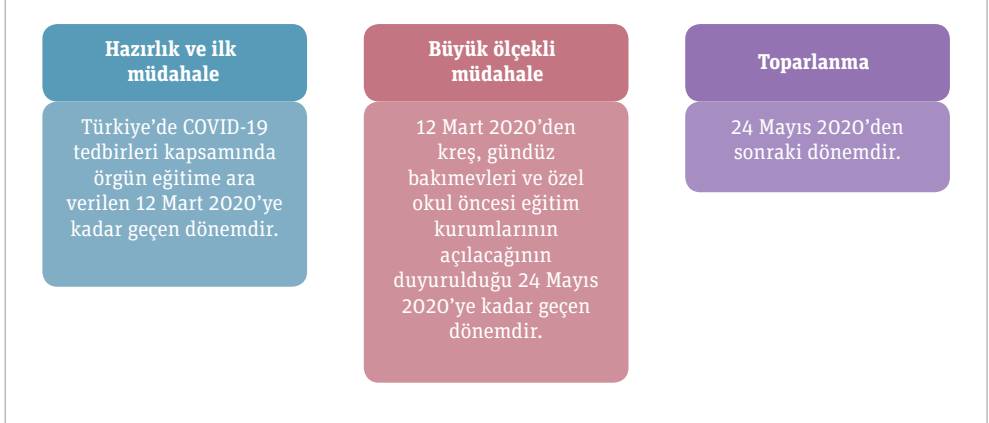 Hazırlık ve ilk
müdahale
Türkiye’de COVID-19
tedbirleri kapsamında
örgün eğitime ara
verilen 12 Mart 2020’ye
kadar geçen dönemdir.
Büyük ölçekli
müdahale
12 Mart 2020’den
kreş, gündüz
bakımevleri ve özel
okul öncesi eğitim
kurumlarının
açılacağının
duyurulduğu 24 Mayıs
2020’ye kadar geçen
dönemdir.
Toparlanma
24 Mayıs 2020’den
sonraki dönemdir.